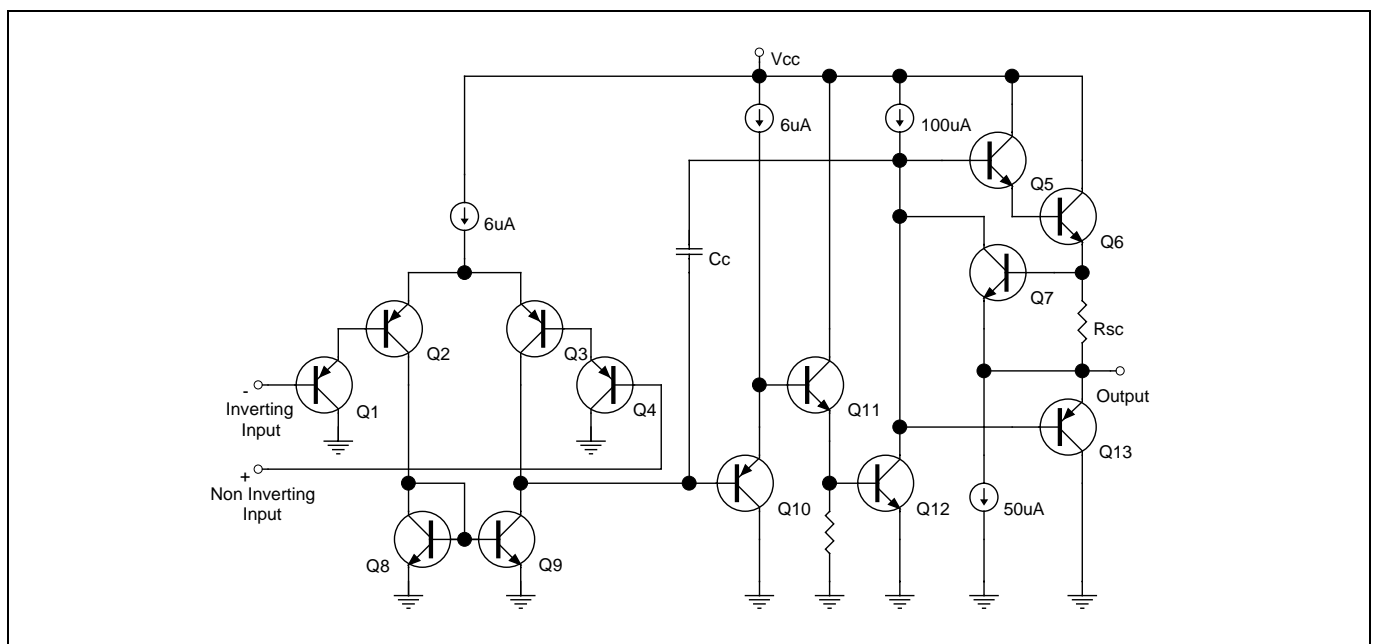 Vcc
6uA
100uA
Q5
6uA
Q6
Cc
Q7
Rsc
Q2
Q3
-
Inverting
Input
Q1
Q4
Q11
Output
+
Non Inverting
Input
Q13
Q10
Q12
50uA
Q8
Q9